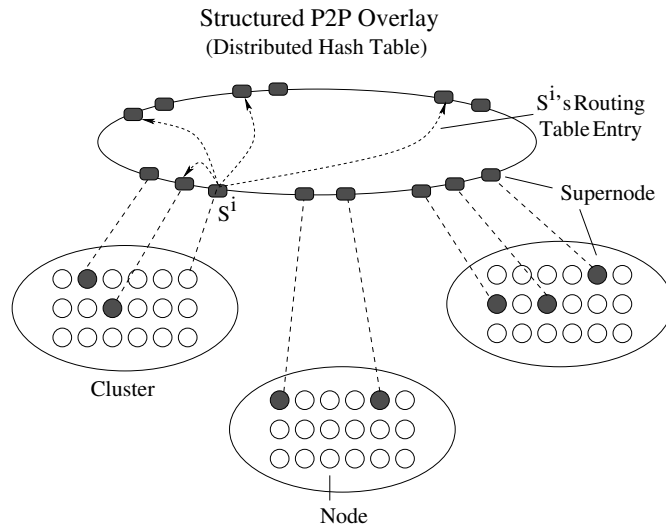 Structured P2P Overlay
(Distributed Hash Table)
S^i's Routing
Table Entry
Supernode
S^i
Cluster
Node